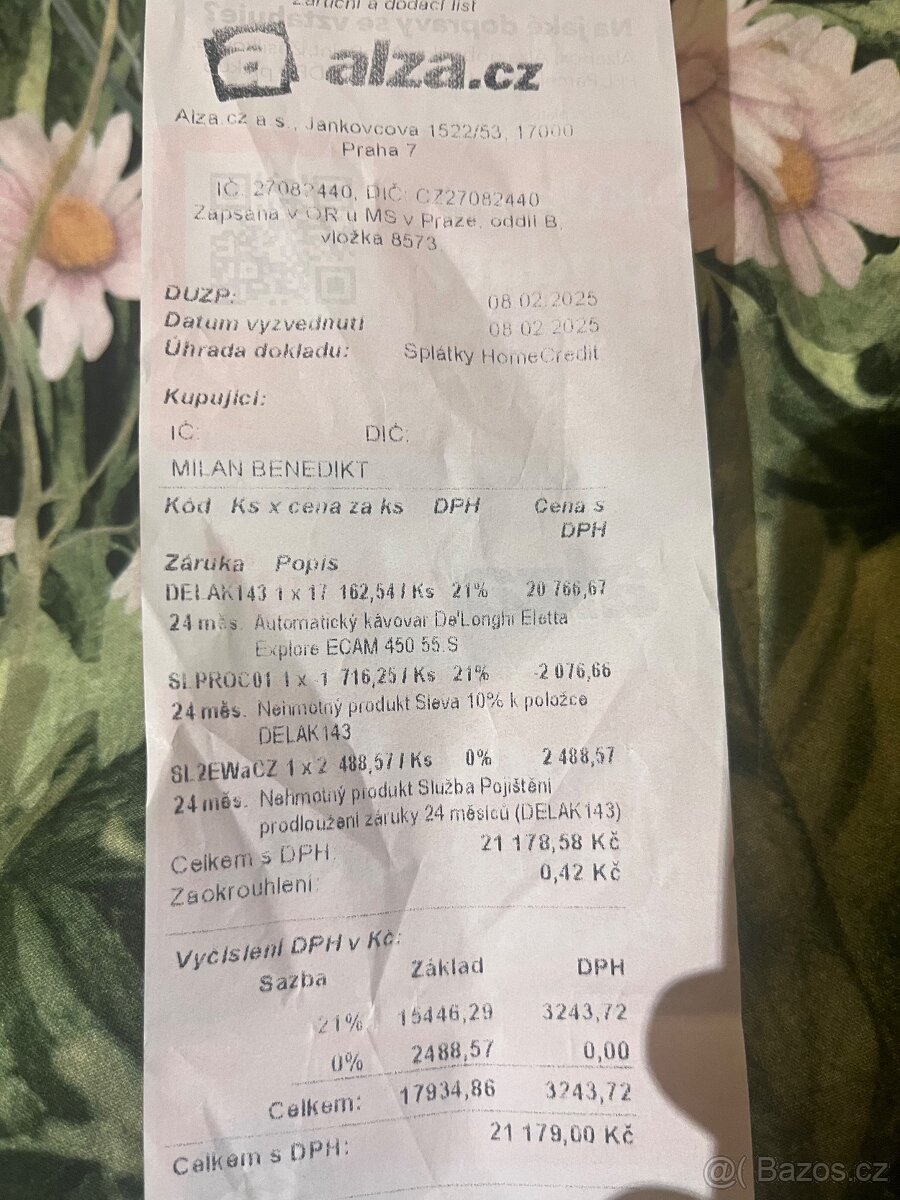 Záruční a dodací list
alza.cz
Alza.cz a s., Jankovcova 1522/53, 17000
Praha 7
IČ: 27082440, DIČ: CZ27082440
Zapsána v OR u MS v Praze, oddíl B,
vložka 8573
DUZP: 08.02.2025
Datum vyzvednutí 08.02.2025
Úhrada dokladu: Splátky HomeCredit
Kupující:
IČ: DIČ:
MILAN BENEDIKT
Kód Ks x cena za ks DPH Cena s
DPH
Záruka Popis
DELAK143 1 x 17 162,54 / Ks 21% 20 766,67
24 měs. Automatický kávovar De'Longhi Eletta
Explore ECAM 450 55.S
SLPROC01 1 x -1 716,25 / Ks 21% -2 076,66
24 měs. Nehmotný produkt Sleva 10% k položce
DELAK143
SL2EWaCZ 1 x 2 488,57 / Ks 0% 2 488,57
24 měs. Nehmotný produkt Služba Pojištění
prodloužení záruky 24 měsíců (DELAK143)
Celkem s DPH: 21 178,58 Kč
Zaokrouhlení: 0,42 Kč
Vyčíslení DPH v Kč:
Sazba Základ DPH
21% 15446,29 3243,72
0% 2488,57 0,00
Celkem: 17934,86 3243,72
Celkem s DPH: 21 179,00 Kč
@( Bazos.cz